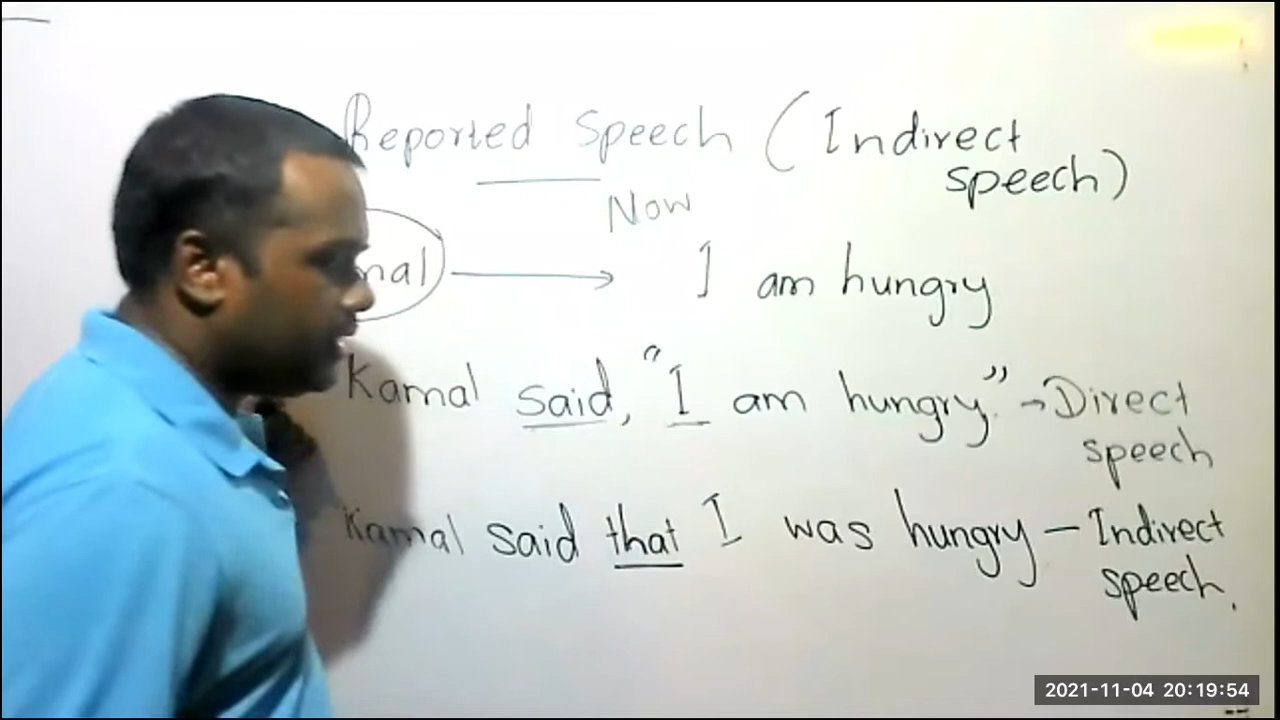 Reported Speech (Indirect
speech)
Now
mal → I am hungry
Kamal said, "I am hungry." → Direct
speech
Kamal said that I was hungry – Indirect
speech.
2021-11-04 20:19:54